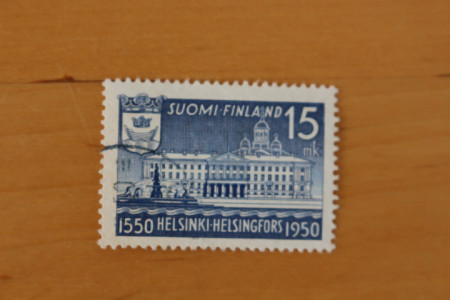 SUOMI-FINLAND 15
mk
1550 HELSINKI-HELSINGFORS 1950